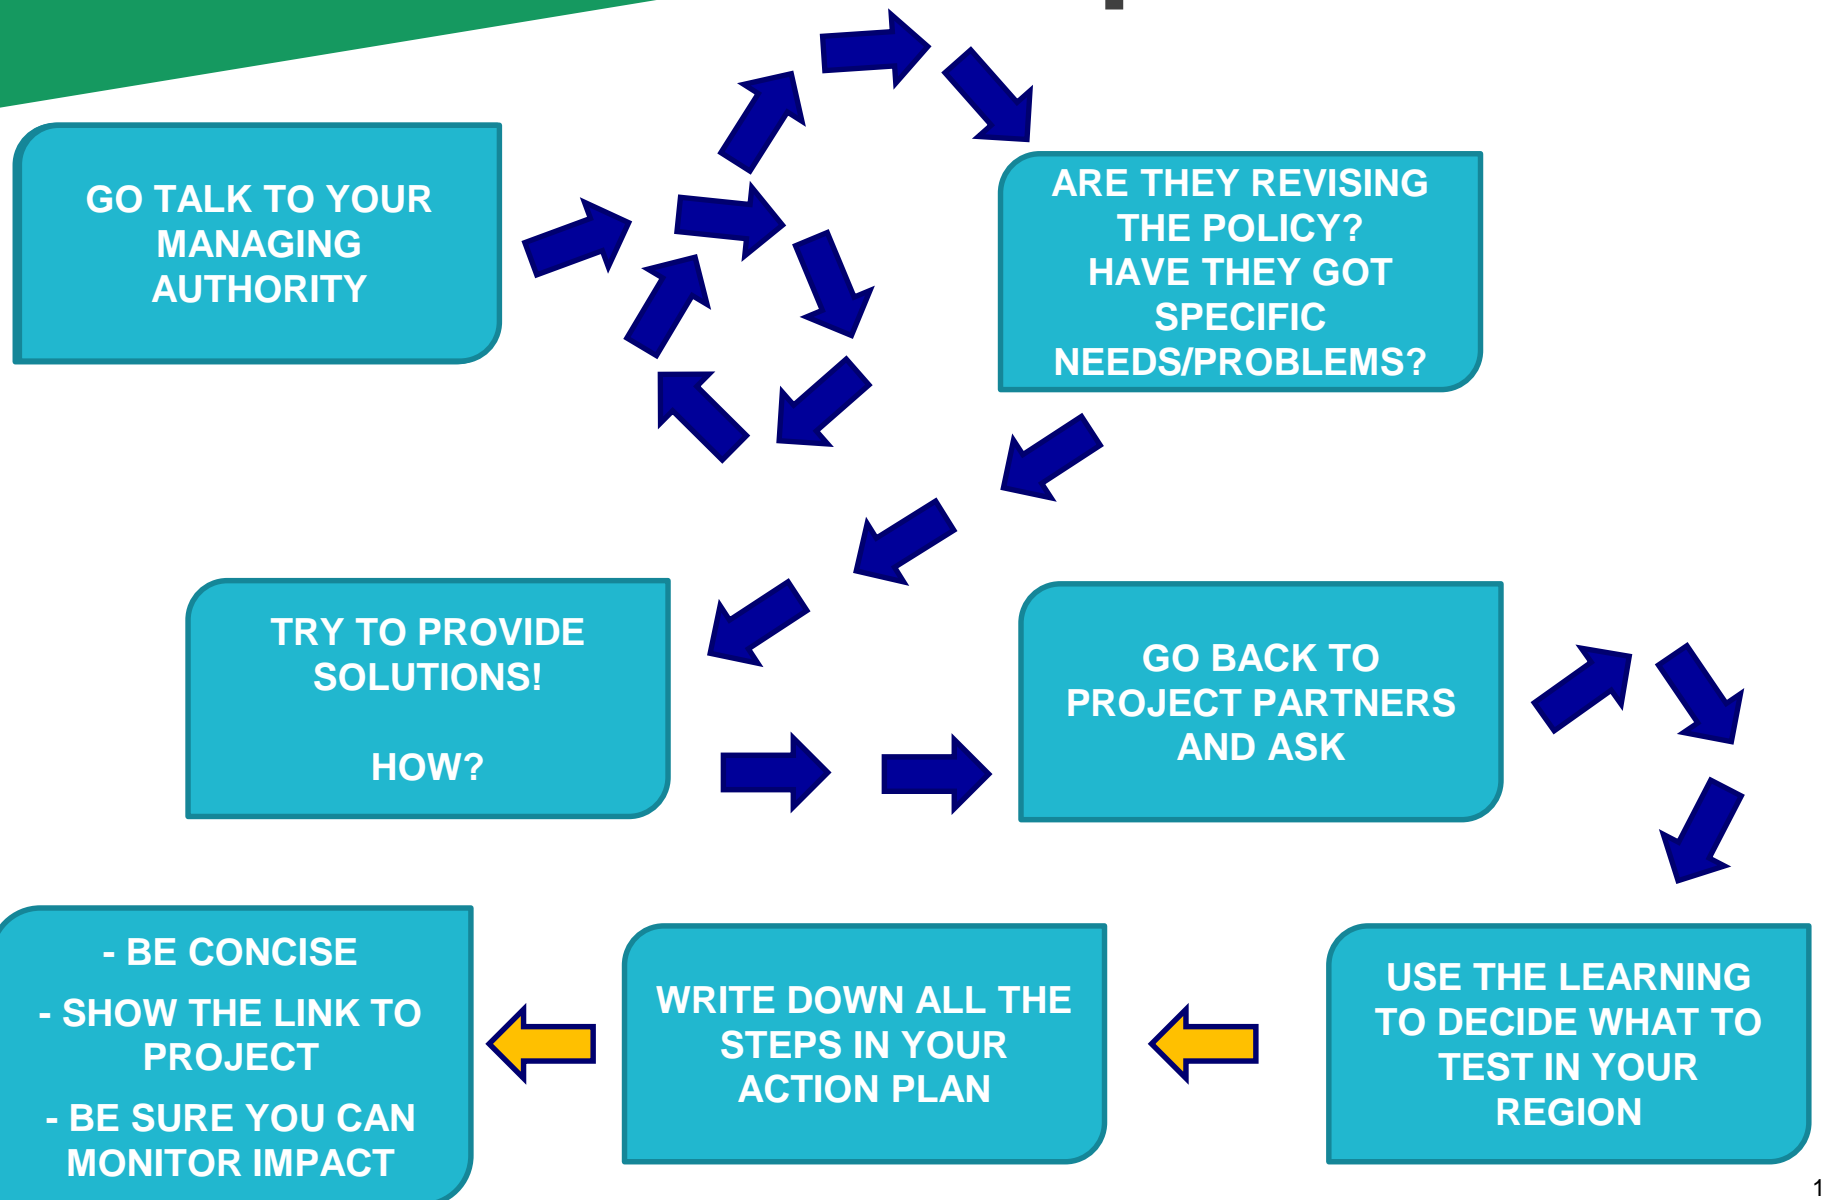 GO TALK TO YOUR
MANAGING
AUTHORITY
ARE THEY REVISING
THE POLICY?
HAVE THEY GOT
SPECIFIC
NEEDS/PROBLEMS?
TRY TO PROVIDE
SOLUTIONS!
HOW?
GO BACK TO
PROJECT PARTNERS
AND ASK
USE THE LEARNING
TO DECIDE WHAT TO
TEST IN YOUR
REGION
WRITE DOWN ALL THE
STEPS IN YOUR
ACTION PLAN
- BE CONCISE
- SHOW THE LINK TO
PROJECT
- BE SURE YOU CAN
MONITOR IMPACT
1